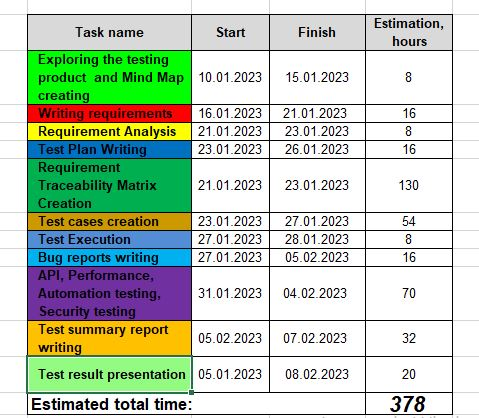 Task name Start Finish Estimation, hours
Exploring the testing product and Mind Map creating 10.01.2023 15.01.2023 8
Writing requirements 16.01.2023 21.01.2023 16
Requirement Analysis 21.01.2023 23.01.2023 8
Test Plan Writing 23.01.2023 26.01.2023 16
Requirement Traceability Matrix Creation 21.01.2023 23.01.2023 130
Test cases creation 23.01.2023 27.01.2023 54
Test Execution 27.01.2023 28.01.2023 8
Bug reports writing 27.01.2023 05.02.2023 16
API, Performance, Automation testing, Security testing 31.01.2023 04.02.2023 70
Test summary report writing 05.02.2023 07.02.2023 32
Test result presentation 05.01.2023 08.02.2023 20
Estimated total time: 378